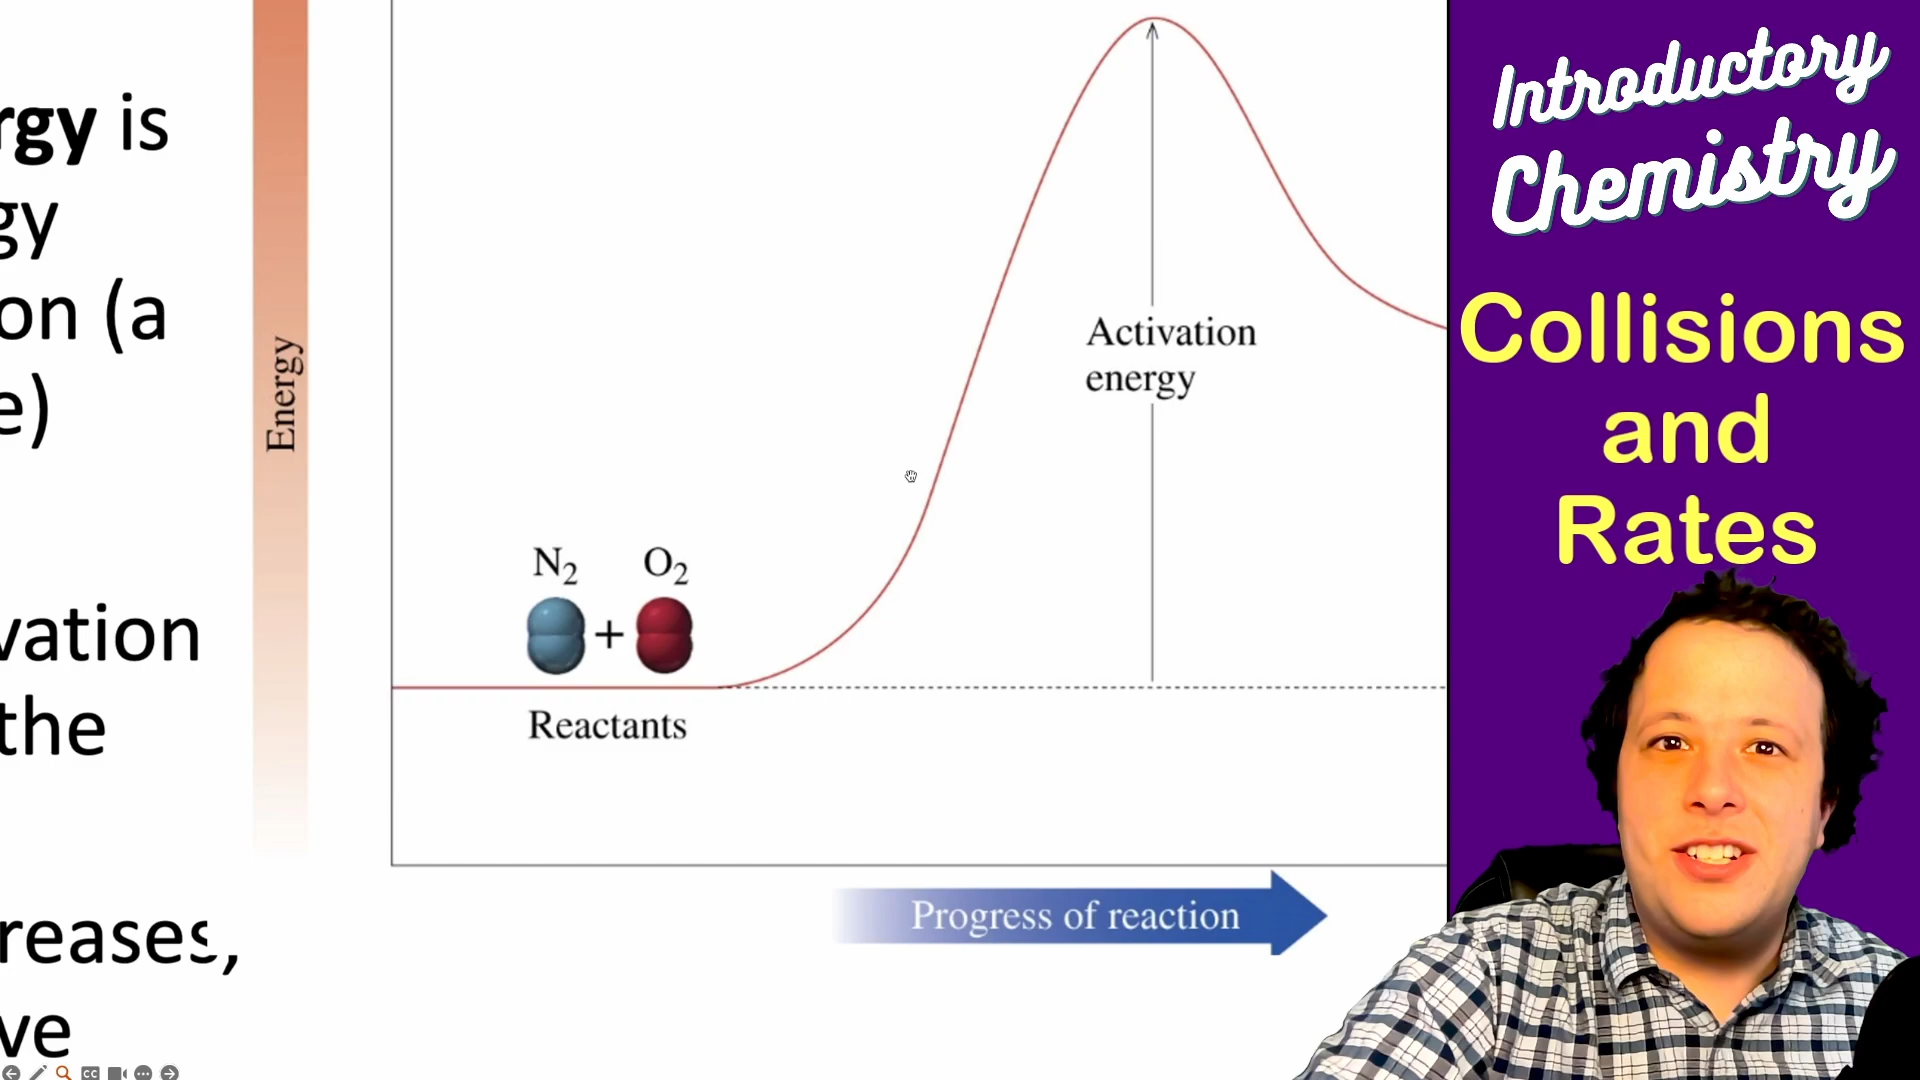 rgy is
gy
on (a
e)
vation
the
reases,
ve
Energy
Activation
energy
N₂ O₂
+
Reactants
Progress of reaction
CC
Introductory
Chemistry
Collisions
and
Rates